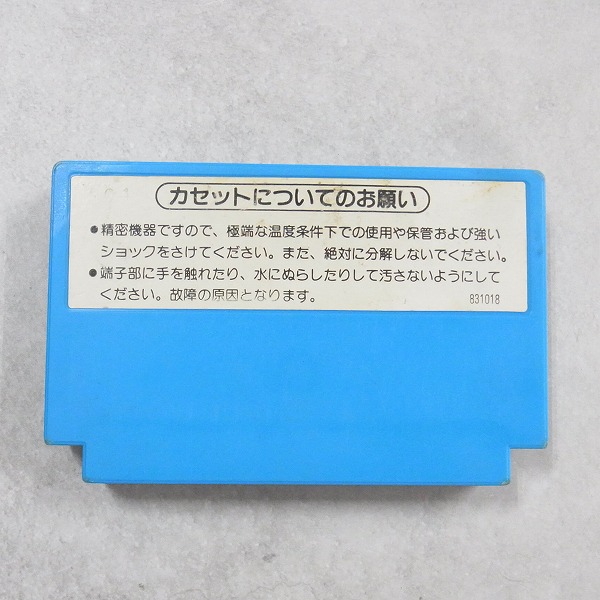 カセットについてのお願い
●精密機器ですので、極端な温度条件下での使用や保管および強い
ショックをさけてください。また、絶対に分解しないでください。
●端子部に手を触れたり、水にぬらしたりして汚さないようにして
ください。故障の原因となります。
831018